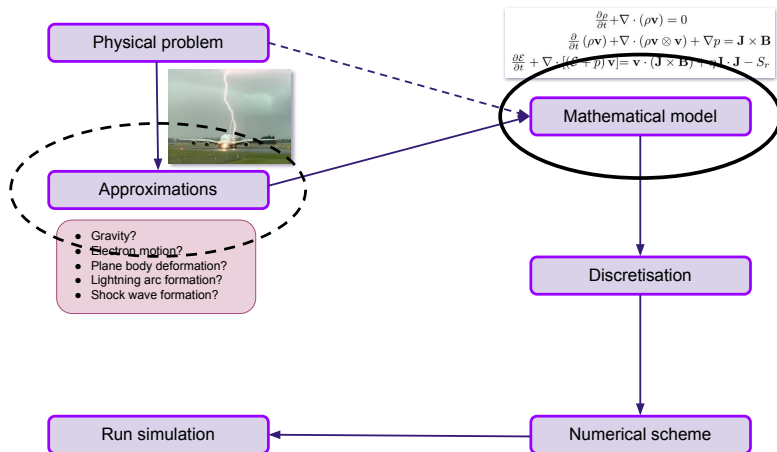 Physical problem
∂ρ/∂t + ∇ · (ρv) = 0
∂/∂t (ρv) + ∇ · (ρv ⊗ v) + ∇p = J × B
∂ℰ/∂t + ∇ · [(ℰ + p) v] = v · (J × B) + ηJ · J − S_r
Mathematical model
Approximations
● Gravity?
● Electron motion?
● Plane body deformation?
● Lightning arc formation?
● Shock wave formation?
Discretisation
Run simulation
Numerical scheme